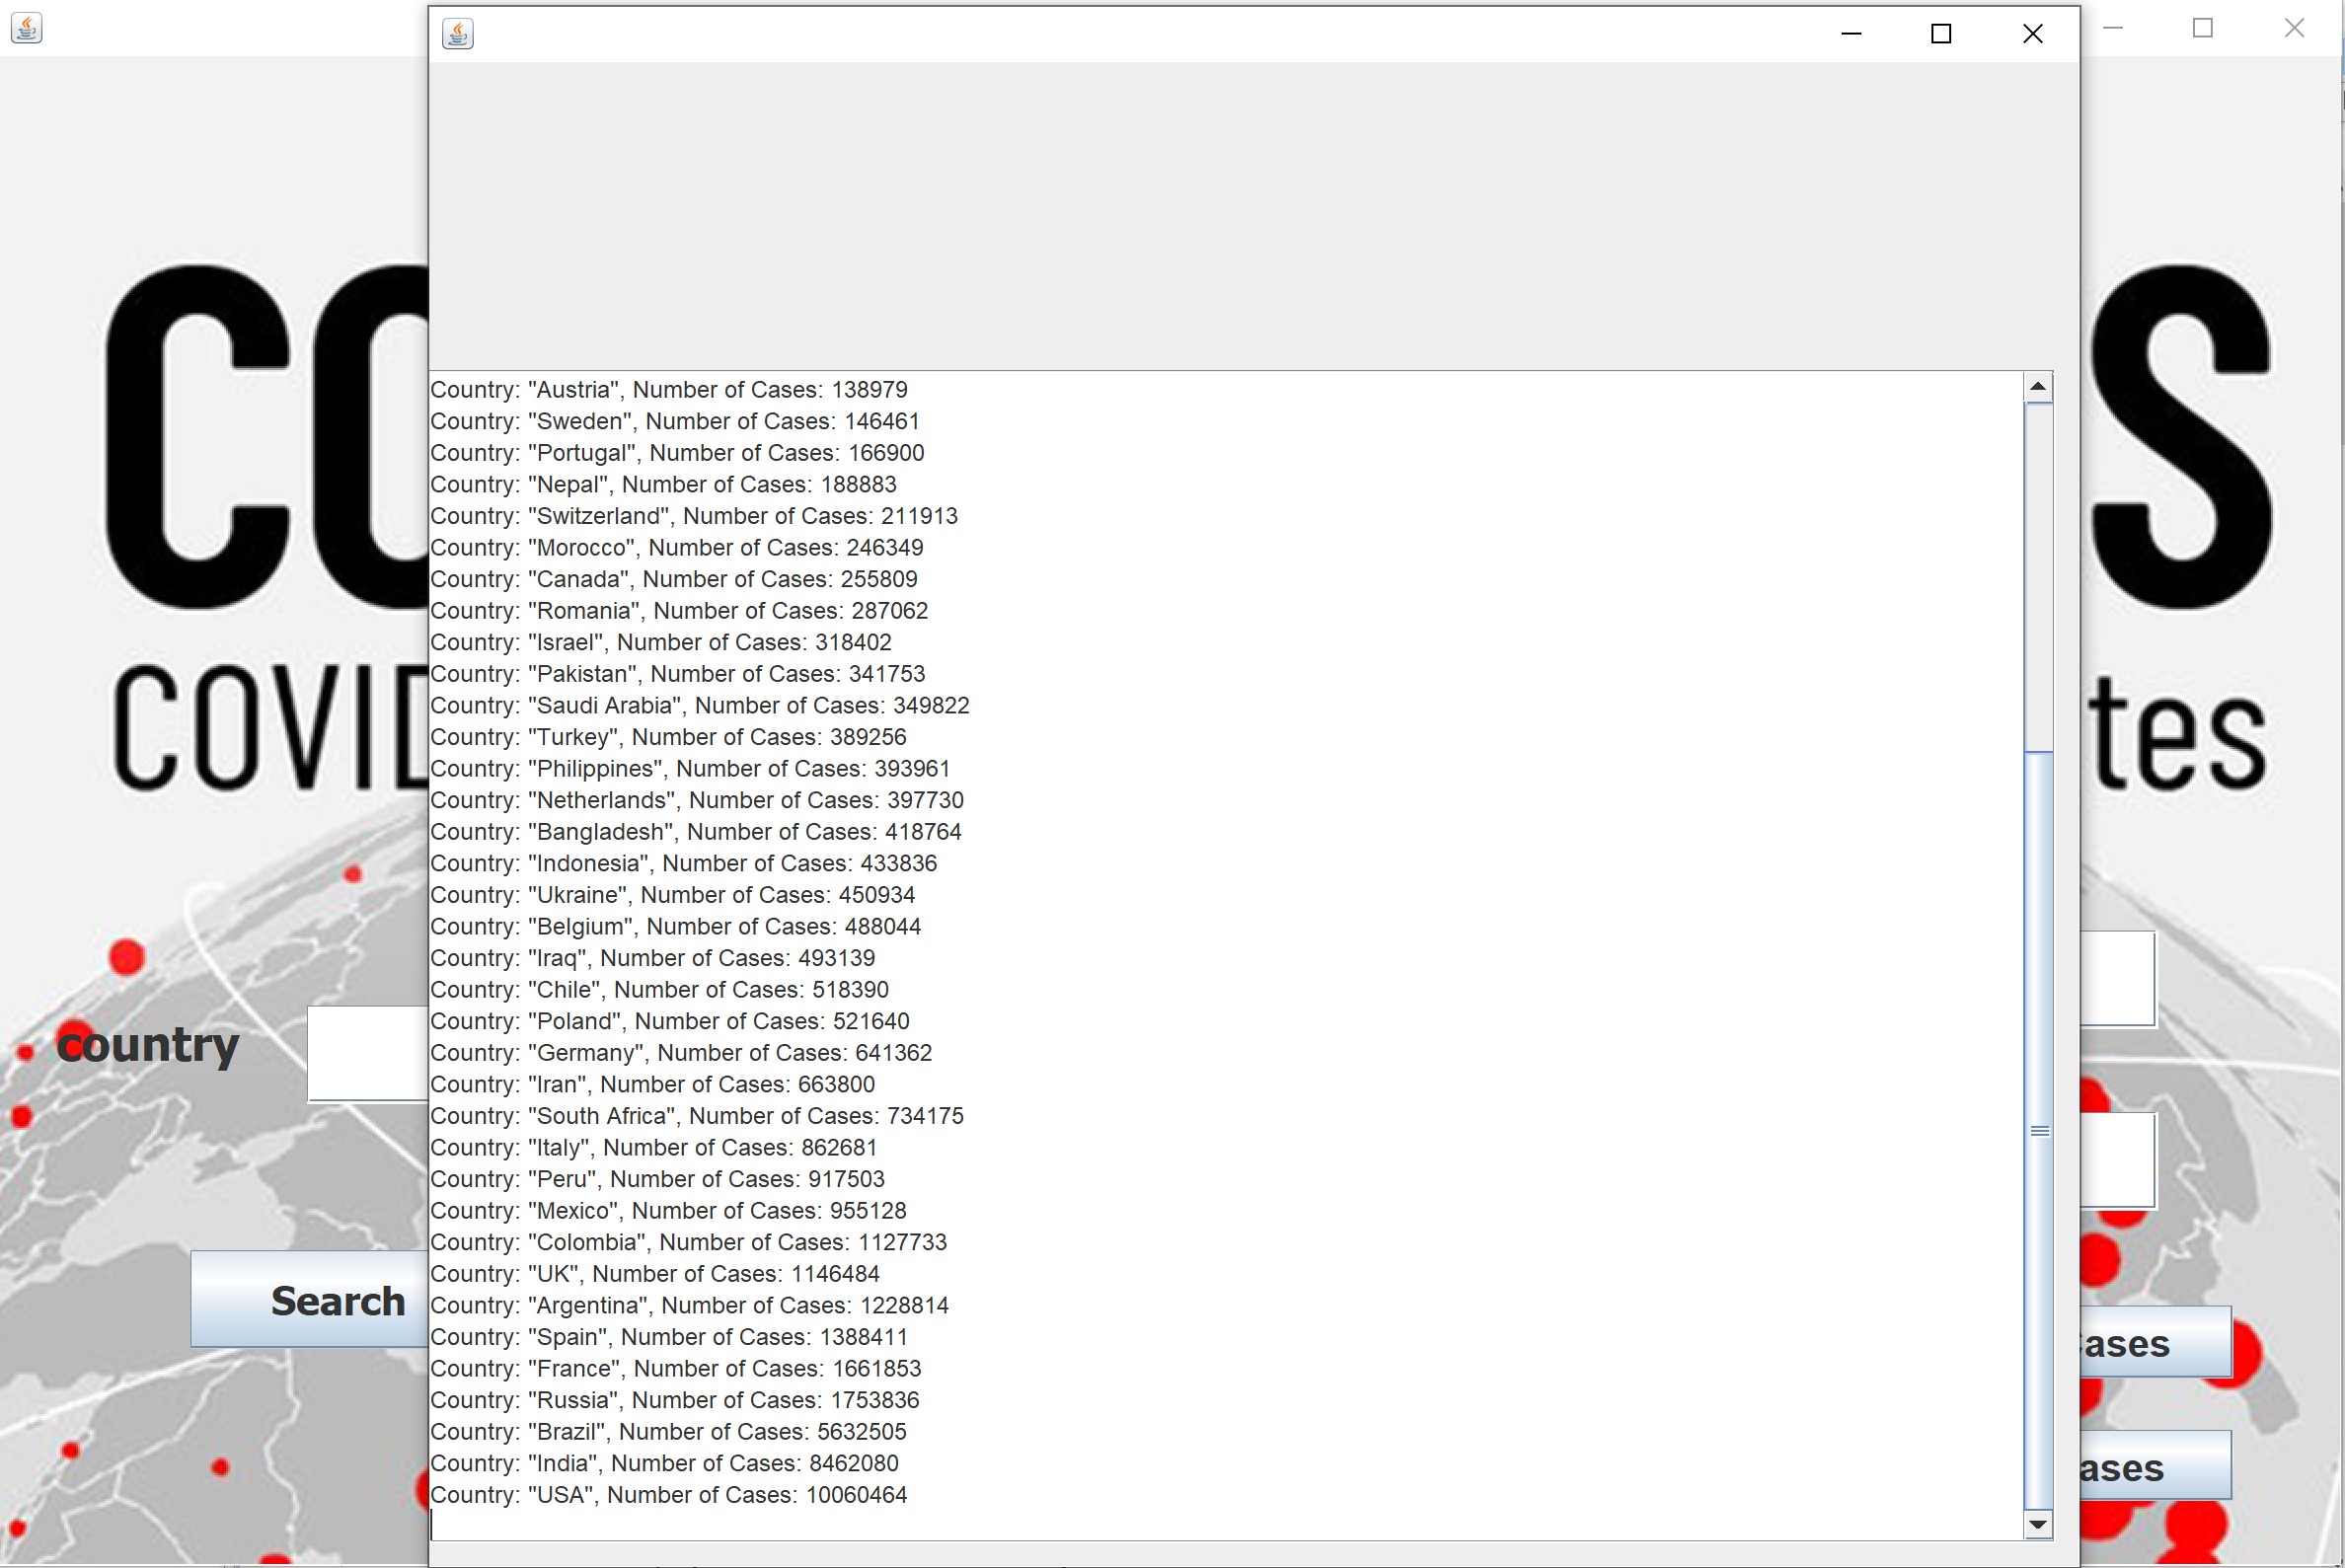 CO
S
COVID
tes
Country: "Austria", Number of Cases: 138979
Country: "Sweden", Number of Cases: 146461
Country: "Portugal", Number of Cases: 166900
Country: "Nepal", Number of Cases: 188883
Country: "Switzerland", Number of Cases: 211913
Country: "Morocco", Number of Cases: 246349
Country: "Canada", Number of Cases: 255809
Country: "Romania", Number of Cases: 287062
Country: "Israel", Number of Cases: 318402
Country: "Pakistan", Number of Cases: 341753
Country: "Saudi Arabia", Number of Cases: 349822
Country: "Turkey", Number of Cases: 389256
Country: "Philippines", Number of Cases: 393961
Country: "Netherlands", Number of Cases: 397730
Country: "Bangladesh", Number of Cases: 418764
Country: "Indonesia", Number of Cases: 433836
Country: "Ukraine", Number of Cases: 450934
Country: "Belgium", Number of Cases: 488044
Country: "Iraq", Number of Cases: 493139
Country: "Chile", Number of Cases: 518390
Country: "Poland", Number of Cases: 521640
Country: "Germany", Number of Cases: 641362
Country: "Iran", Number of Cases: 663800
Country: "South Africa", Number of Cases: 734175
Country: "Italy", Number of Cases: 862681
Country: "Peru", Number of Cases: 917503
Country: "Mexico", Number of Cases: 955128
Country: "Colombia", Number of Cases: 1127733
Country: "UK", Number of Cases: 1146484
Country: "Argentina", Number of Cases: 1228814
Country: "Spain", Number of Cases: 1388411
Country: "France", Number of Cases: 1661853
Country: "Russia", Number of Cases: 1753836
Country: "Brazil", Number of Cases: 5632505
Country: "India", Number of Cases: 8462080
Country: "USA", Number of Cases: 10060464
country
Search
Cases
ases